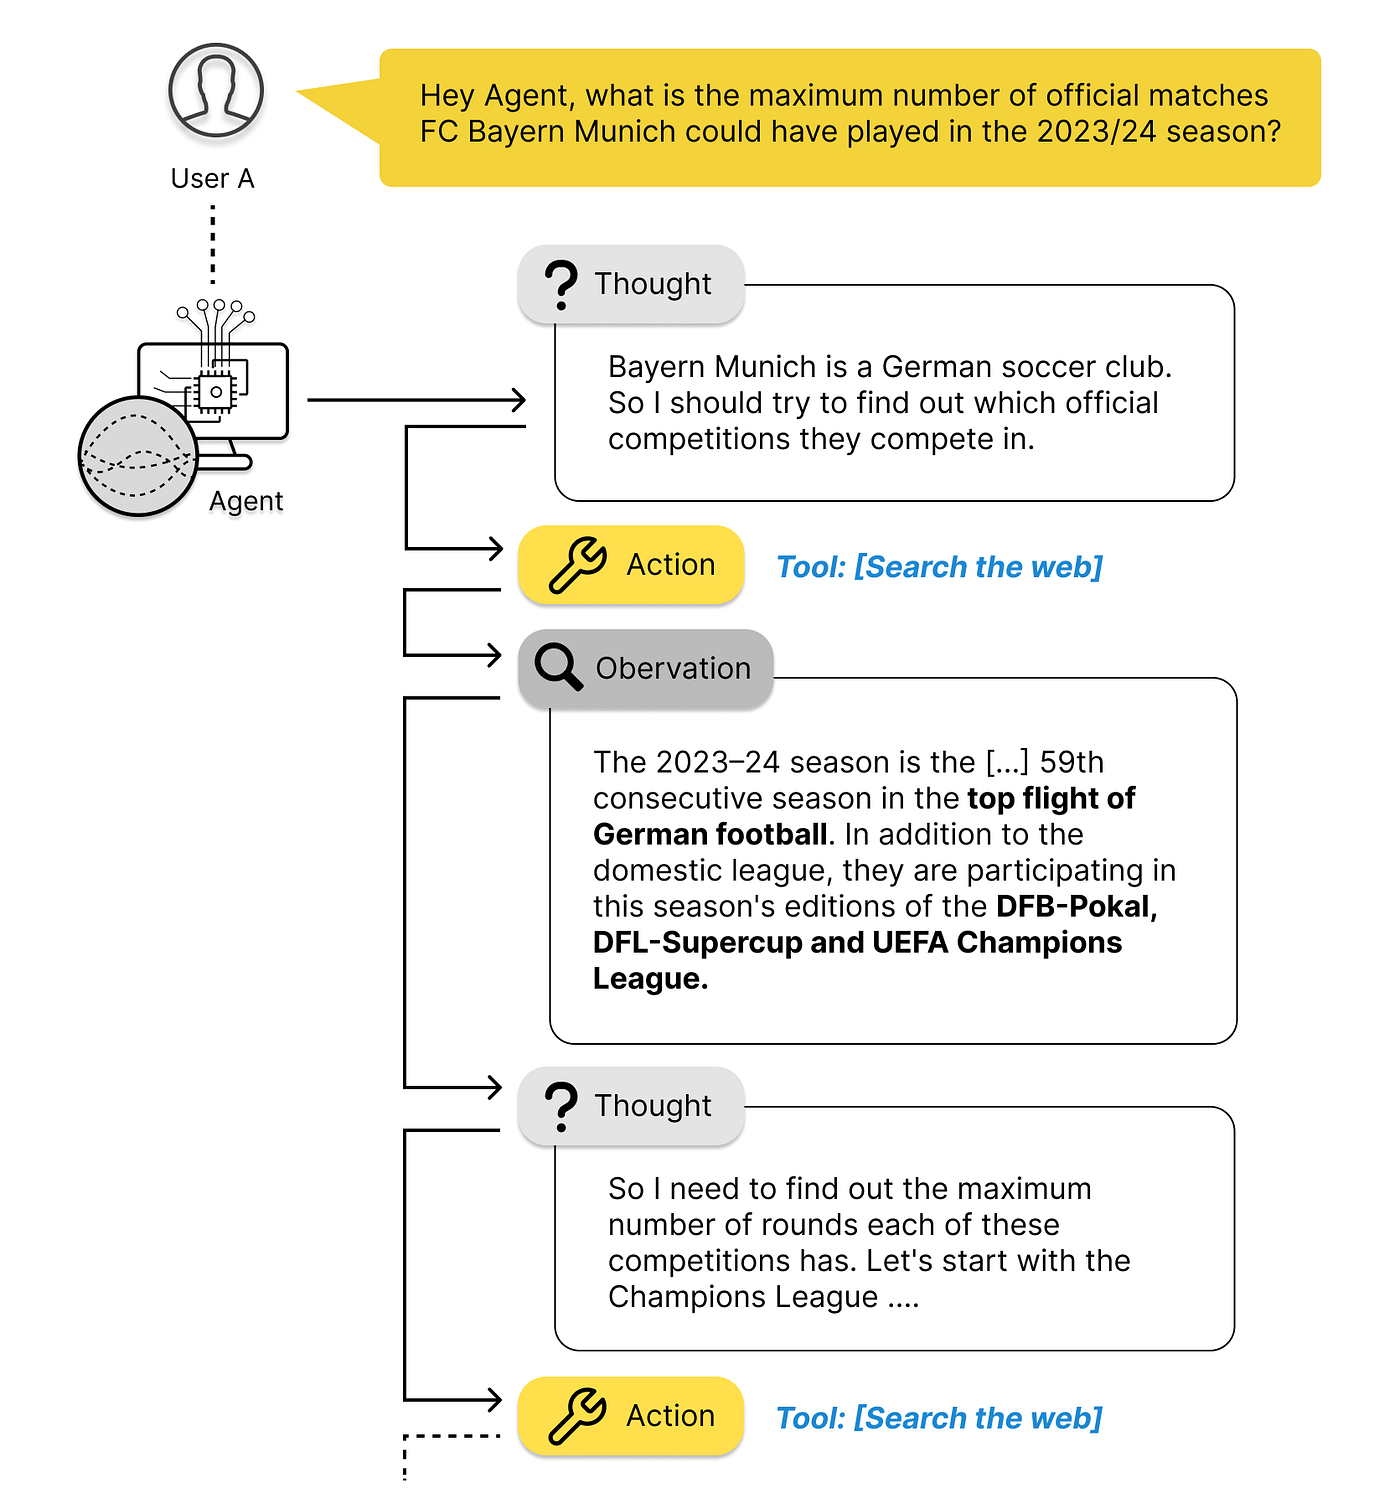 Hey Agent, what is the maximum number of official matches
FC Bayern Munich could have played in the 2023/24 season?
User A
Agent
? Thought
Bayern Munich is a German soccer club.
So I should try to find out which official
competitions they compete in.
Action
Tool: [Search the web]
Obervation
The 2023–24 season is the [...] 59th
consecutive season in the top flight of
German football. In addition to the
domestic league, they are participating in
this season's editions of the DFB-Pokal,
DFL-Supercup and UEFA Champions
League.
? Thought
So I need to find out the maximum
number of rounds each of these
competitions has. Let's start with the
Champions League ....
Action
Tool: [Search the web]